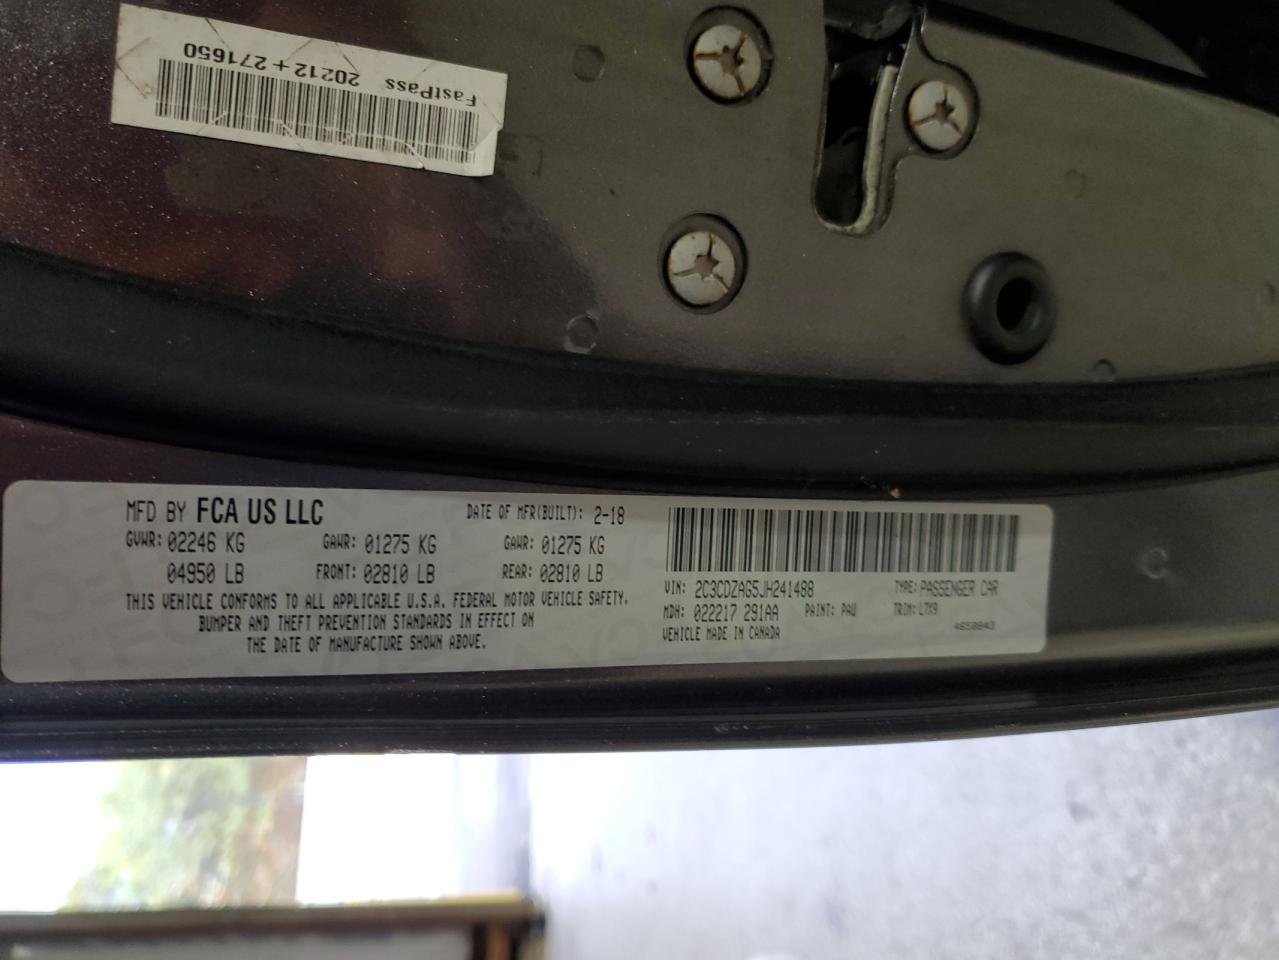 FastPass 20212+271650
MFD BY FCA US LLC
DATE OF MFR(BUILT): 2-18
GVWR: 02246 KG GAWR: 01275 KG GAWR: 01275 KG
04950 LB FRONT: 02810 LB REAR: 02810 LB
THIS VEHICLE CONFORMS TO ALL APPLICABLE U.S.A. FEDERAL MOTOR VEHICLE SAFETY,
BUMPER AND THEFT PREVENTION STANDARDS IN EFFECT ON
THE DATE OF MANUFACTURE SHOWN ABOVE.
VIN: 2C3CDZAG5JH241488 TYPE: PASSENGER CAR
MDH: 022217 291AA PAINT: PAU TRIM: L7X9
VEHICLE MADE IN CANADA
4658843